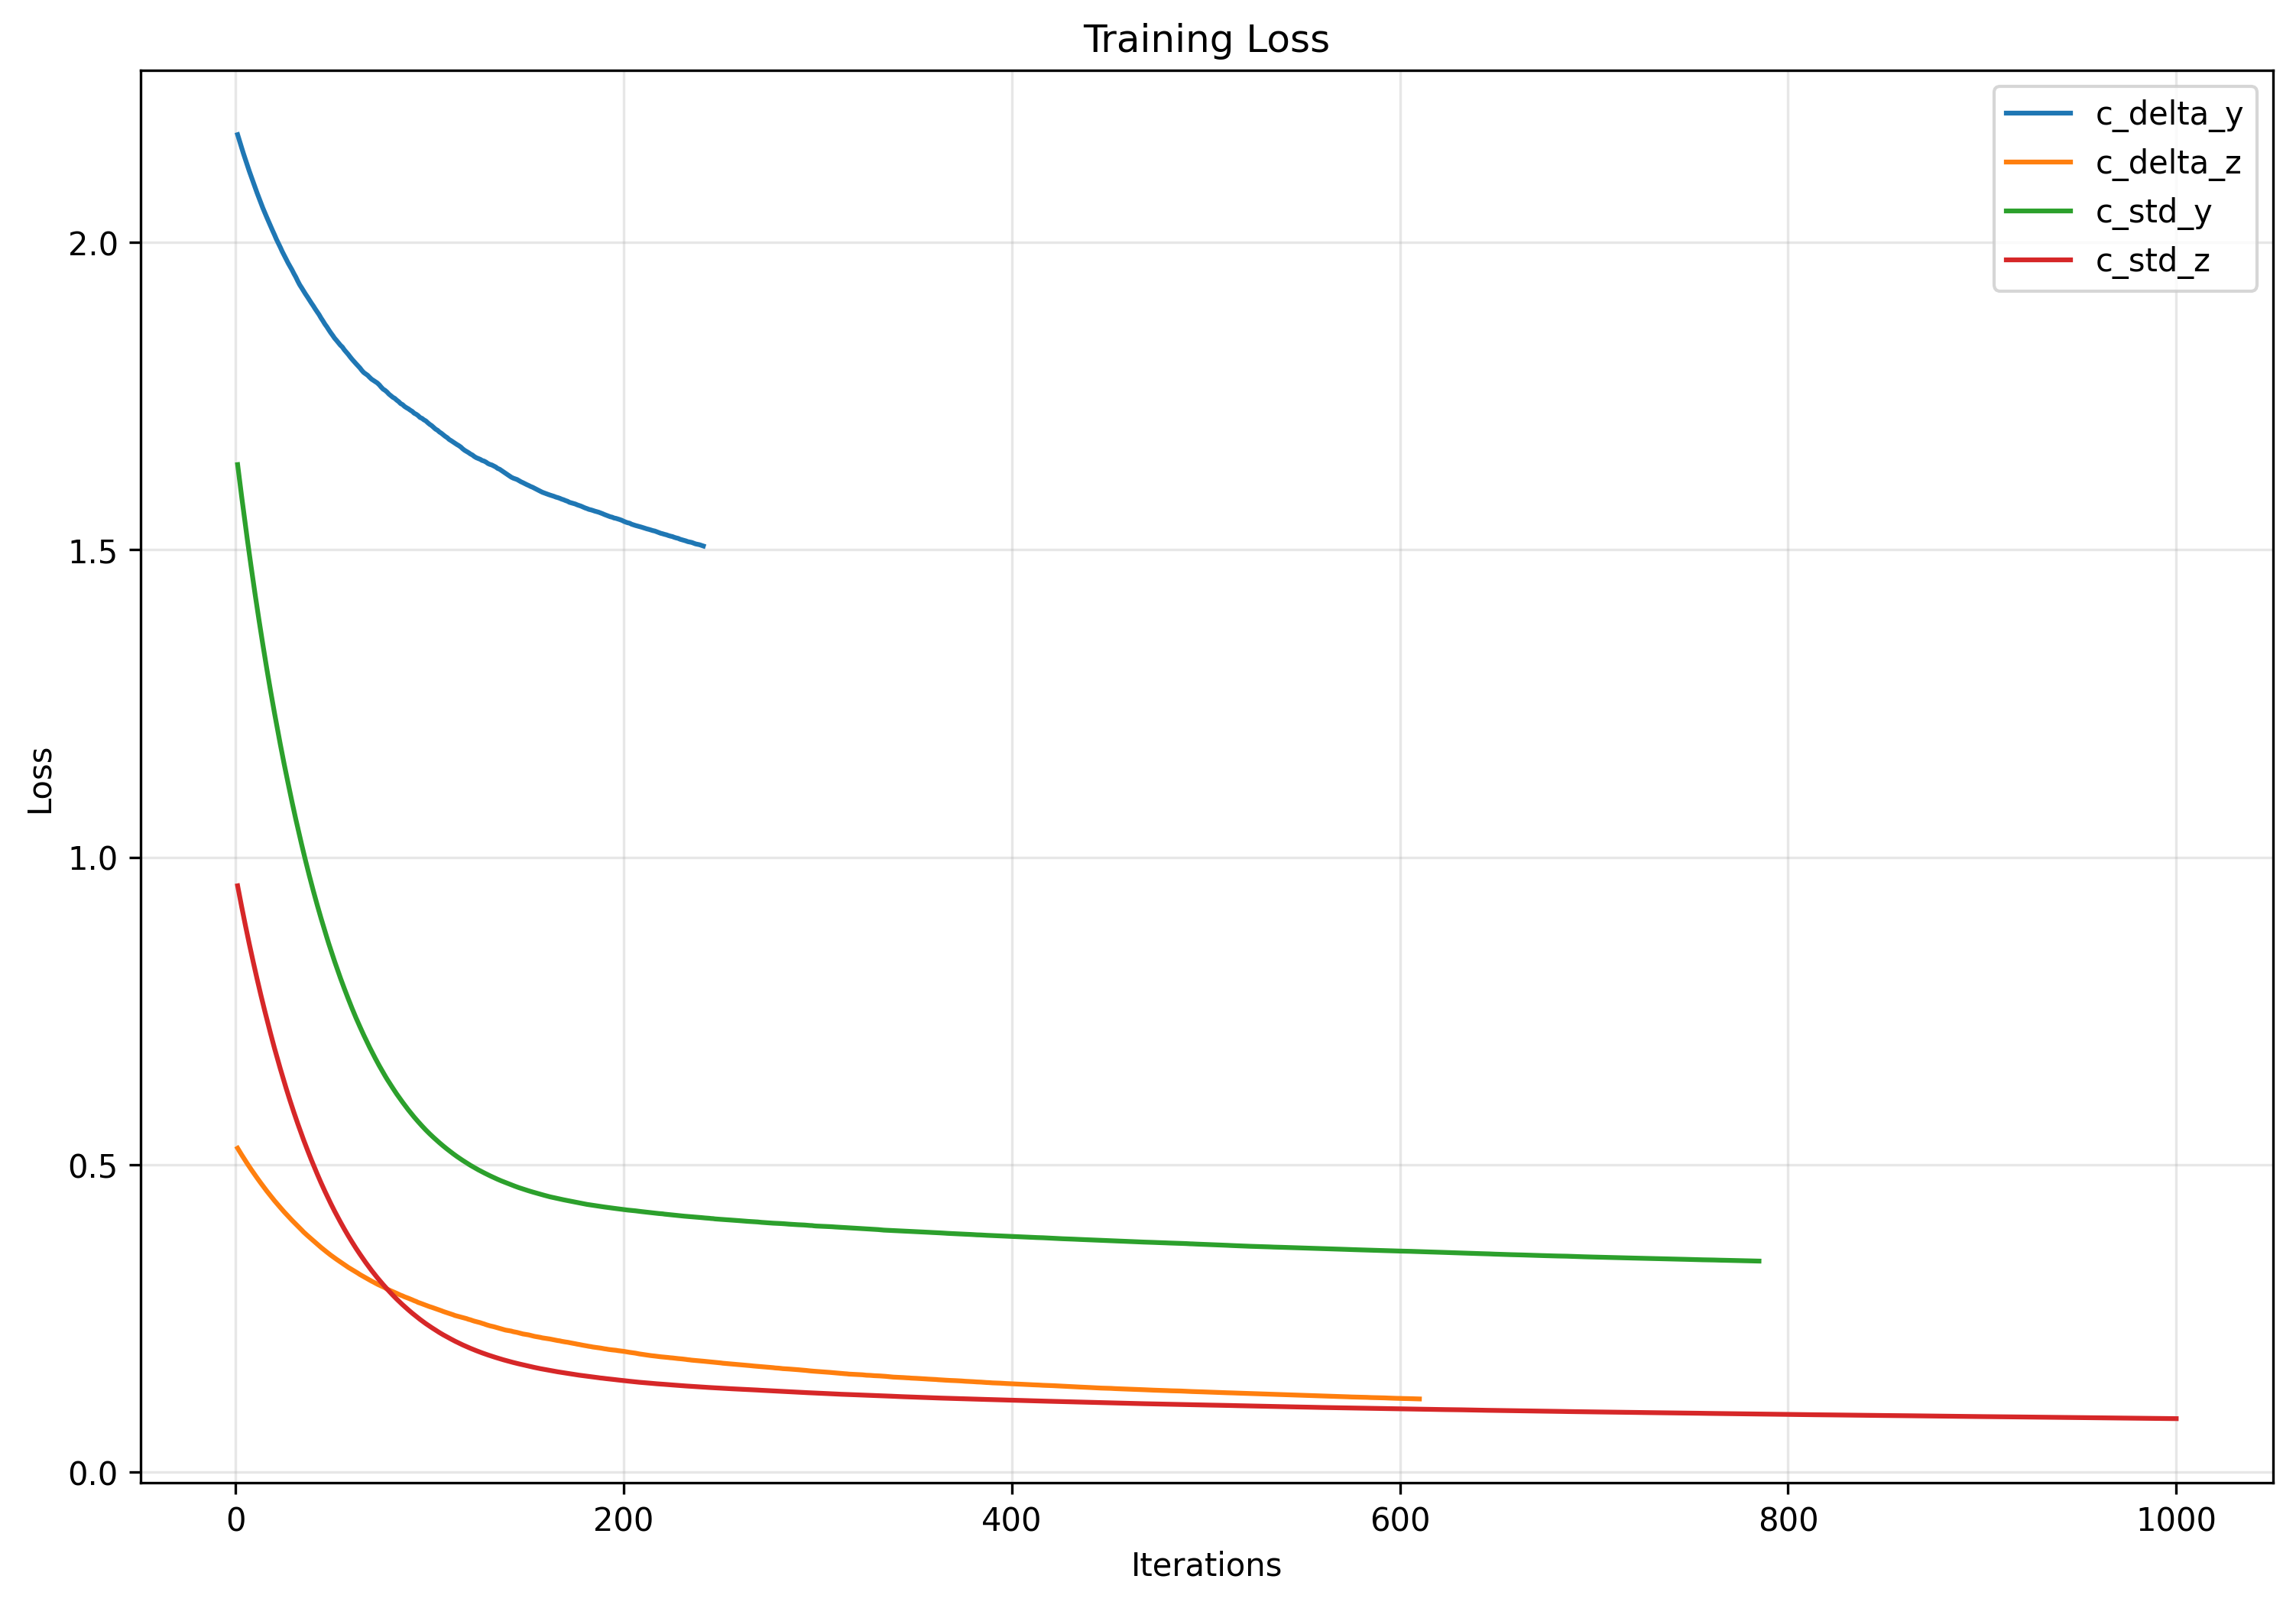 Training Loss
c_delta_y
c_delta_z
c_std_y
c_std_z
2.0
1.5
1.0
0.5
0.0
Loss
0 200 400 600 800 1000
Iterations